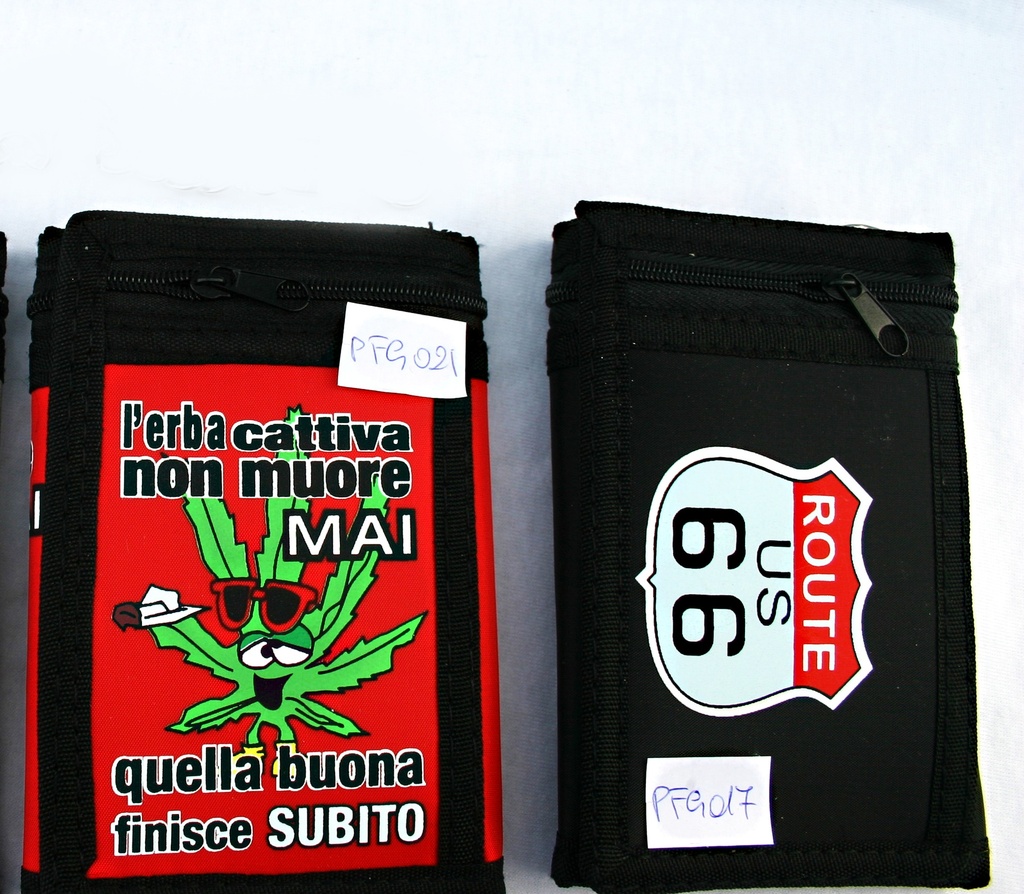 PFG021
l'erba cattiva
non muore
MAI
quella buona
finisce SUBITO
ROUTE
US
66
PFG017